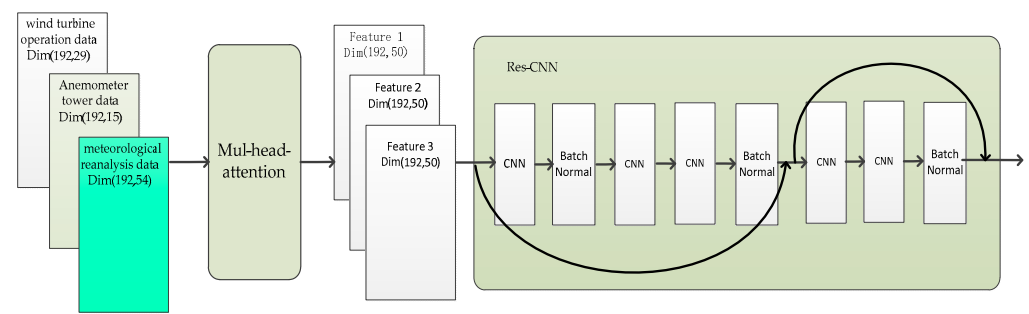 wind turbine
operation data
Dim(192,29)
Anemometer
tower data
Dim(192,15)
meteorological
reanalysis data
Dim(192,54)
Mul-head-
attention
Feature 1
Dim(192,50)
Feature 2
Dim(192,50)
Feature 3
Dim(192,50)
Res-CNN
CNN
Batch
Normal
CNN
CNN
Batch
Normal
CNN
CNN
Batch
Normal